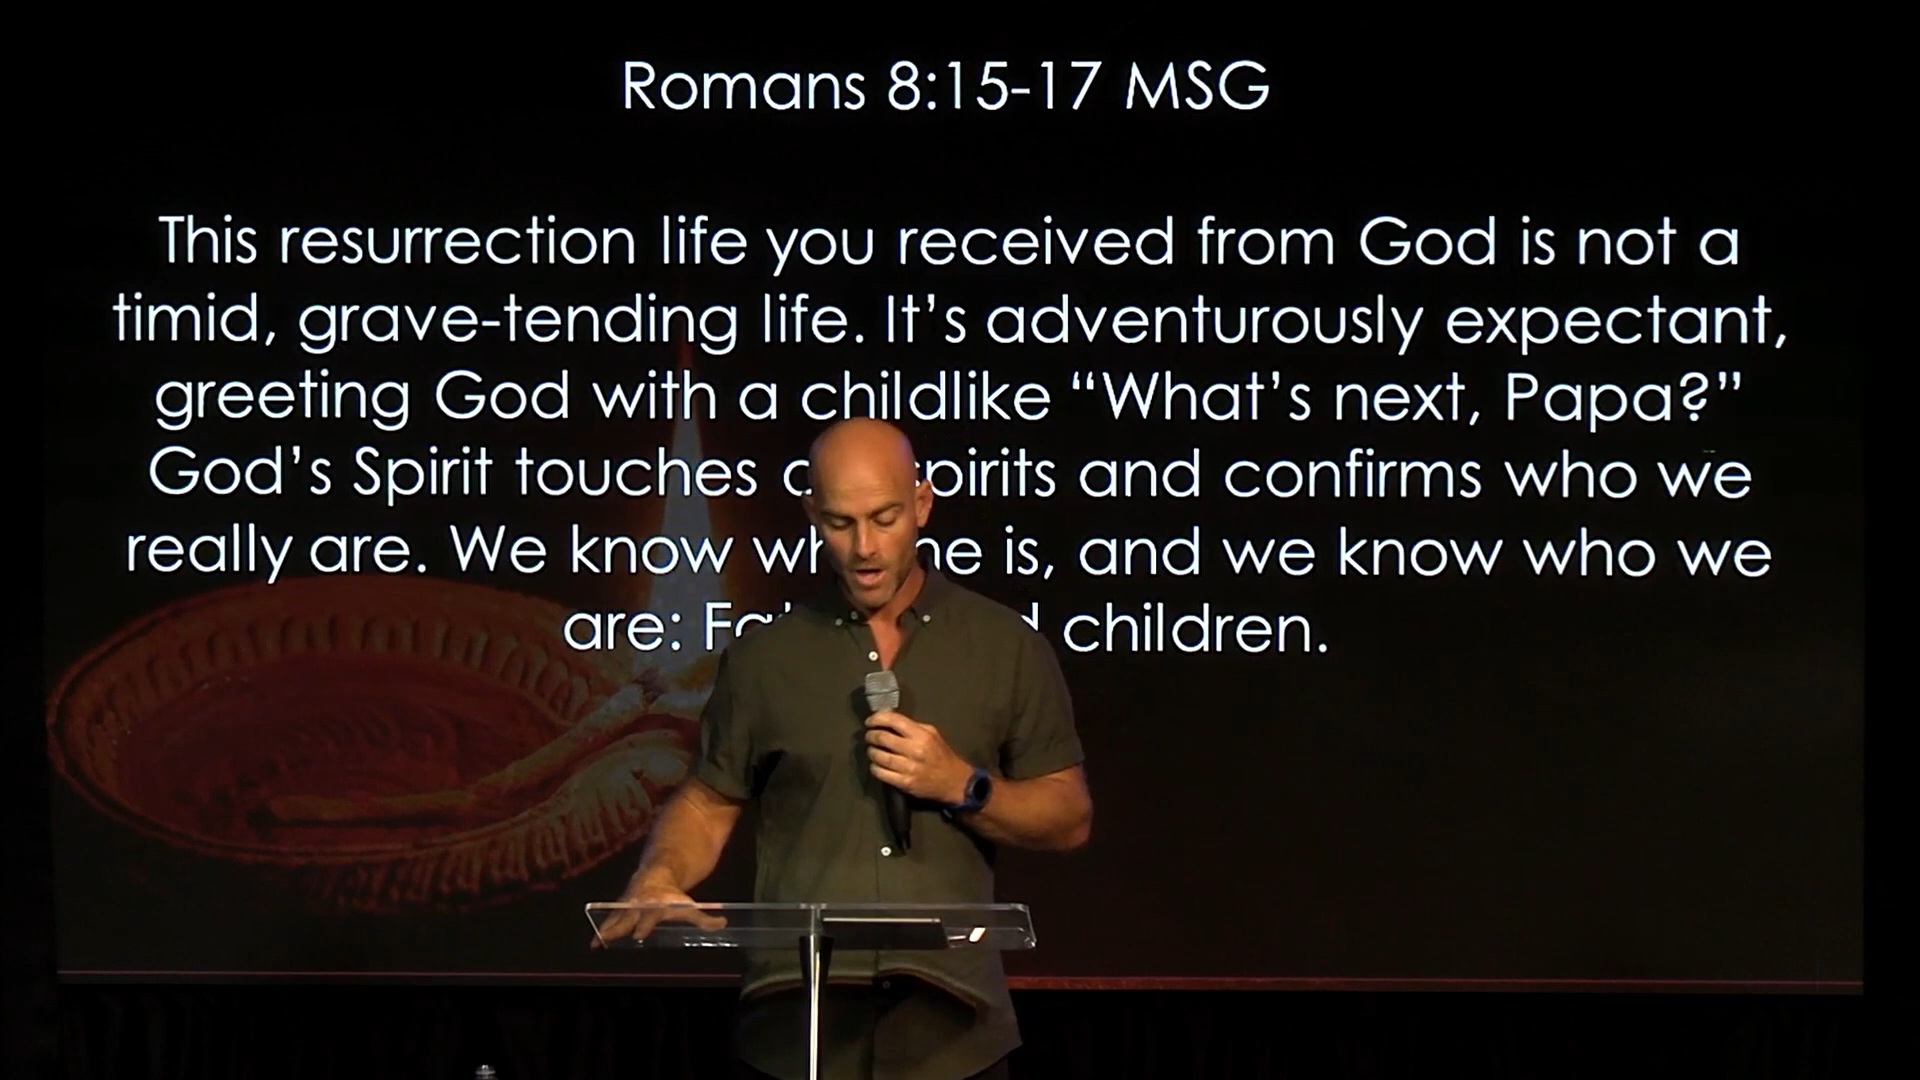 Romans 8:15-17 MSG
This resurrection life you received from God is not a
timid, grave-tending life. It’s adventurously expectant,
greeting God with a childlike “What’s next, Papa?”
God’s Spirit touches spirits and confirms who we
really are. We know is, and we know who we
are: children.